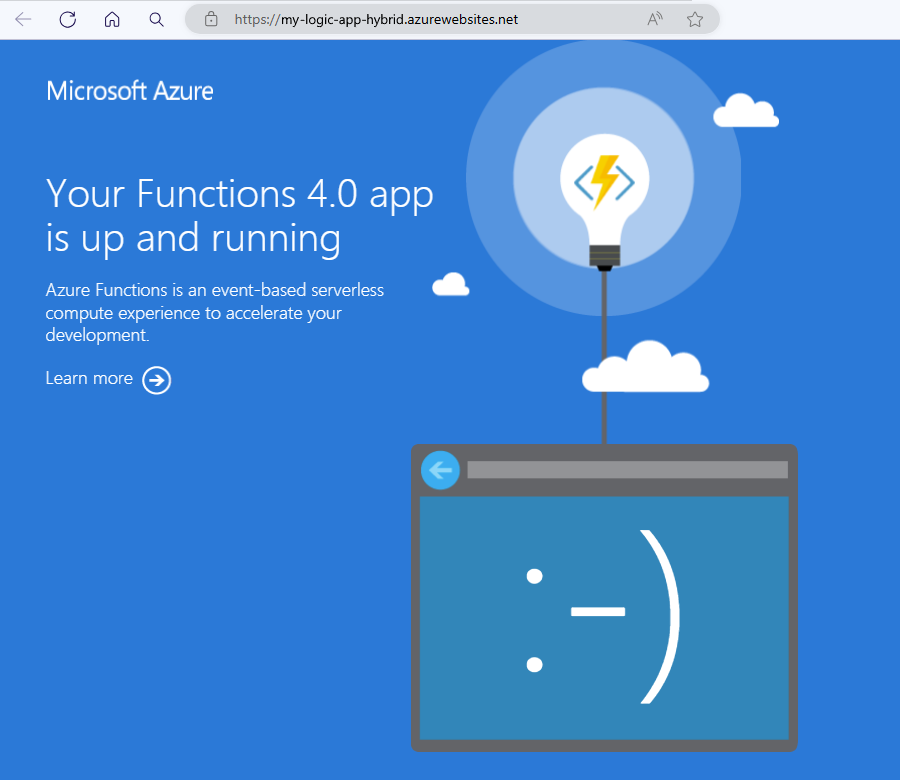 https://my-logic-app-hybrid.azurewebsites.net
Microsoft Azure
Your Functions 4.0 app
is up and running
Azure Functions is an event-based serverless
compute experience to accelerate your
development.
Learn more
:-)